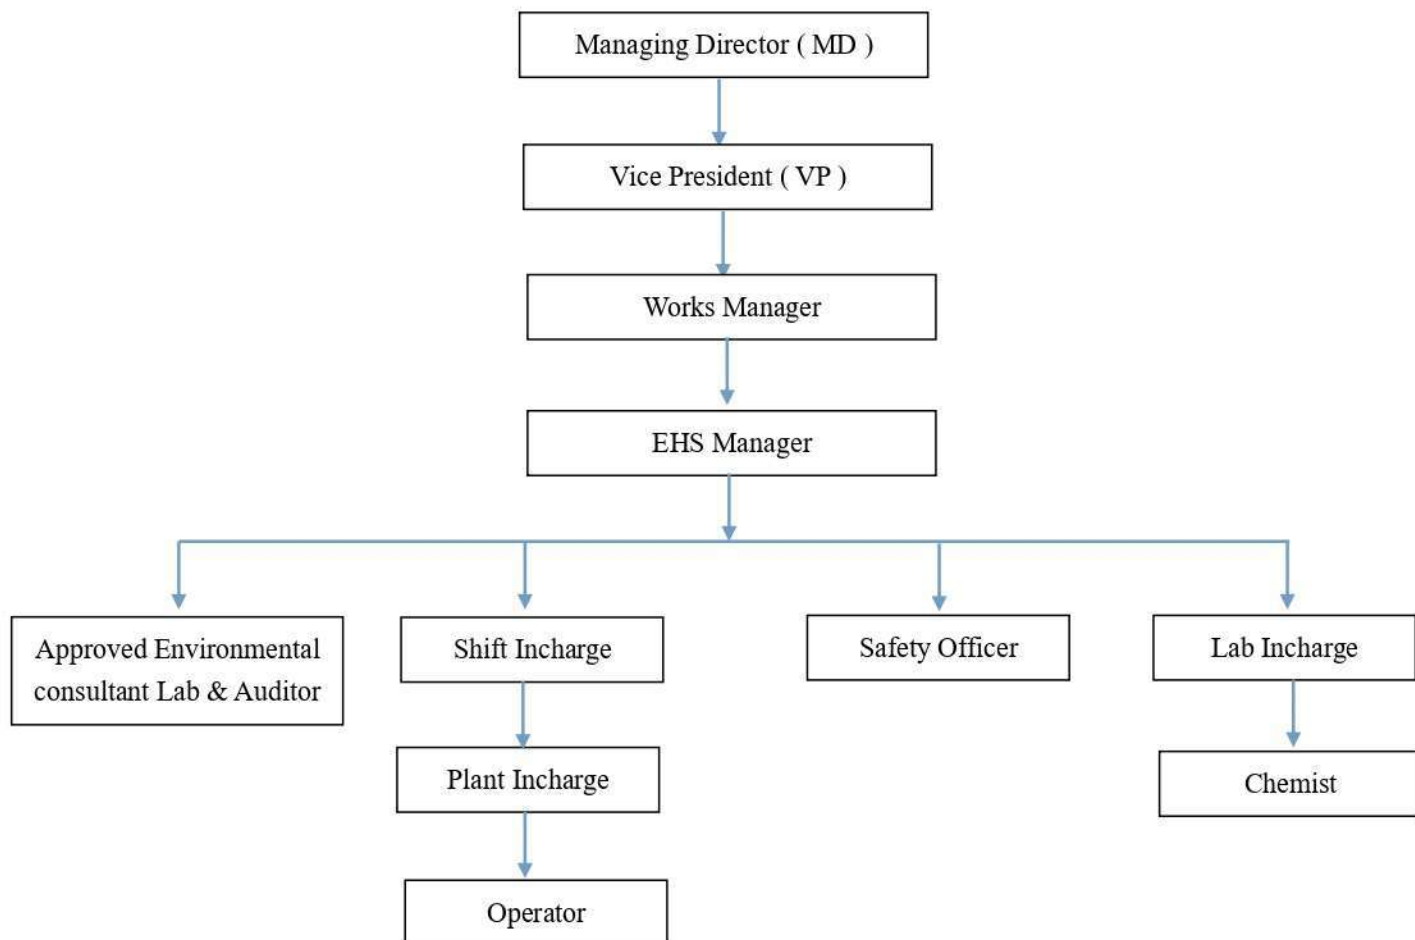 Managing Director ( MD )
Vice President ( VP )
Works Manager
EHS Manager
Approved Environmental
consultant Lab & Auditor
Shift Incharge
Safety Officer
Lab Incharge
Plant Incharge
Chemist
Operator